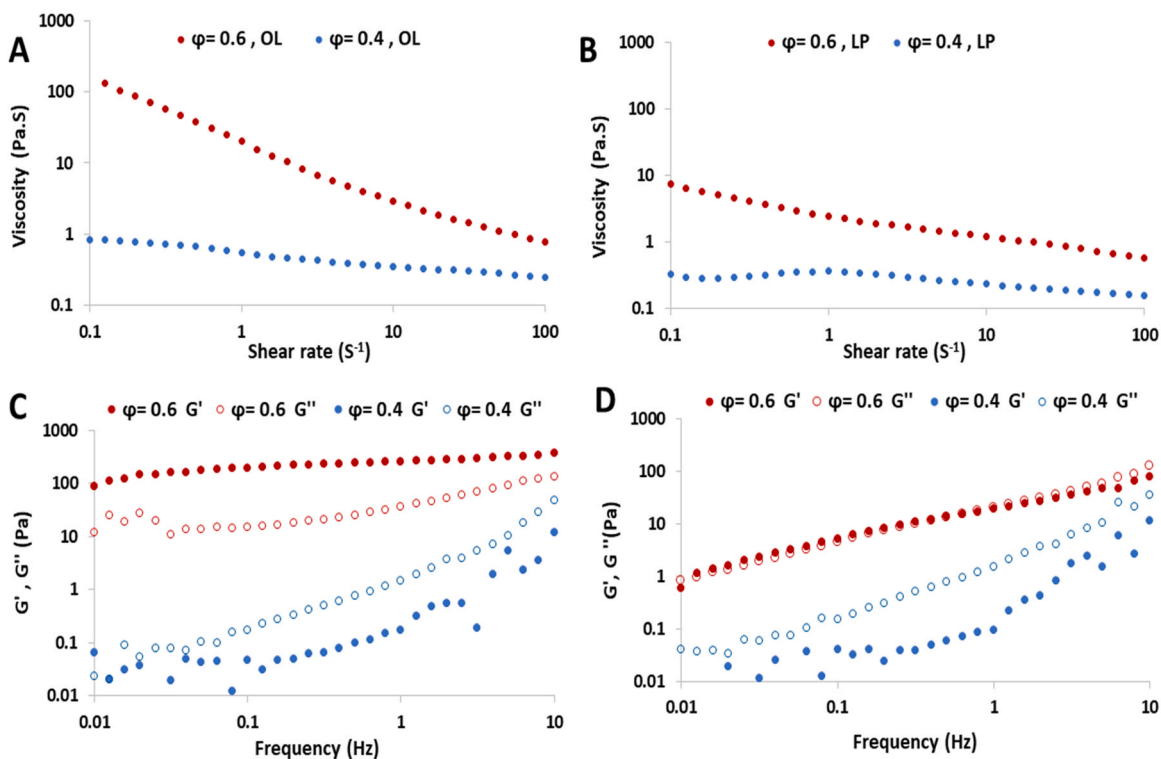 A
φ= 0.6 , OL φ= 0.4 , OL
1000
100
10
1
0.1
Viscosity (Pa.S)
0.1 1 10 100
Shear rate (S⁻¹)
B
φ= 0.6 , LP φ= 0.4 , LP
1000
100
10
1
0.1
Viscosity (Pa.S)
0.1 1 10 100
Shear rate (S⁻¹)
C
φ= 0.6 G' φ= 0.6 G'' φ= 0.4 G' φ= 0.4 G''
1000
100
10
1
0.1
0.01
G' , G'' (Pa)
0.01 0.1 1 10
Frequency (Hz)
D
φ= 0.6 G' φ= 0.6 G'' φ= 0.4 G' φ= 0.4 G''
1000
100
10
1
0.1
0.01
G', G ''(Pa)
0.01 0.1 1 10
Frequency (Hz)